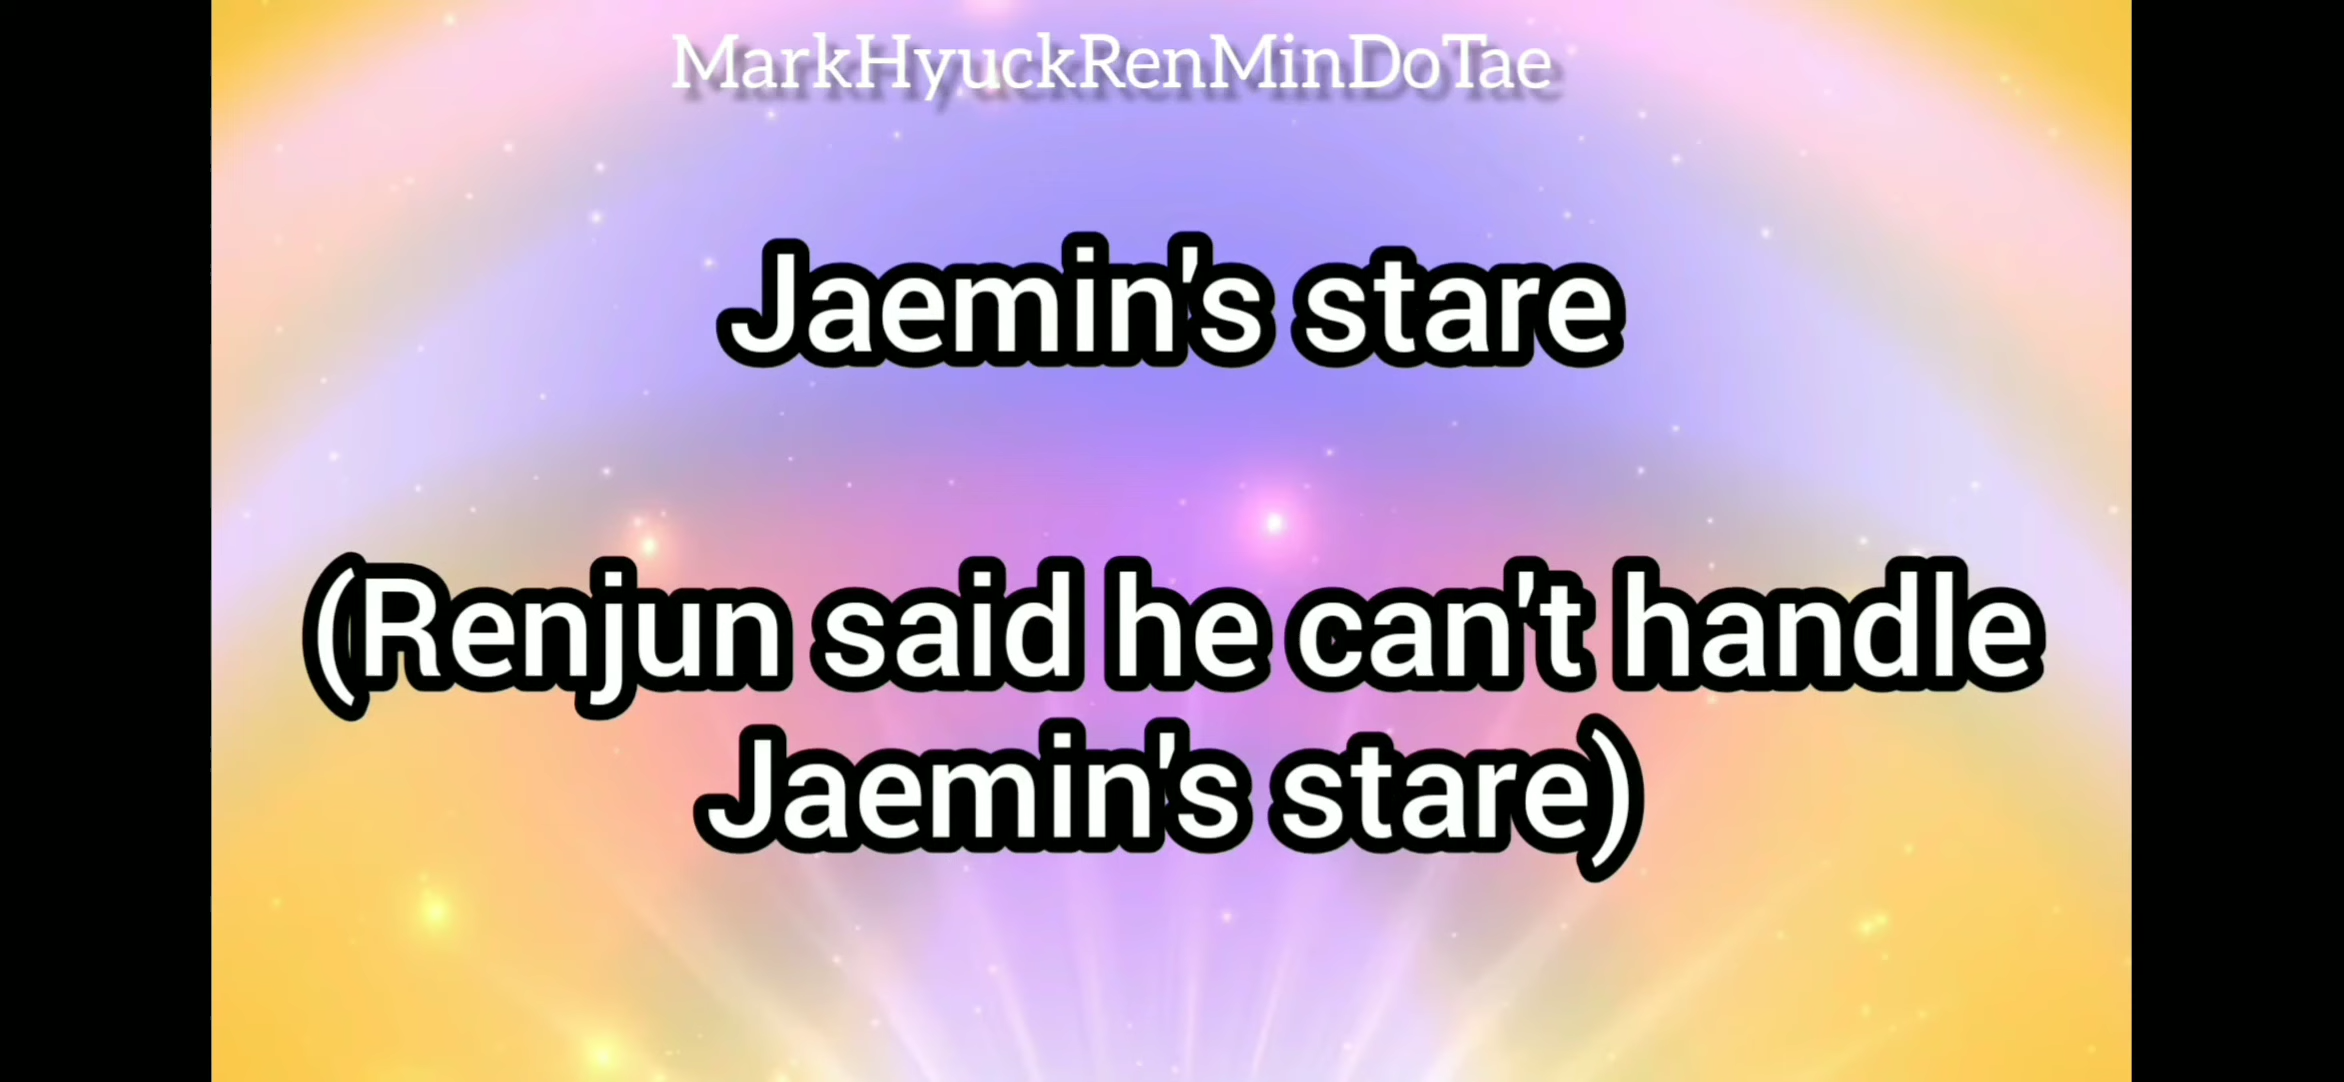 MarkHyuckRenMinDoTae
Jaemin's stare
(Renjun said he can't handle
Jaemin's stare)